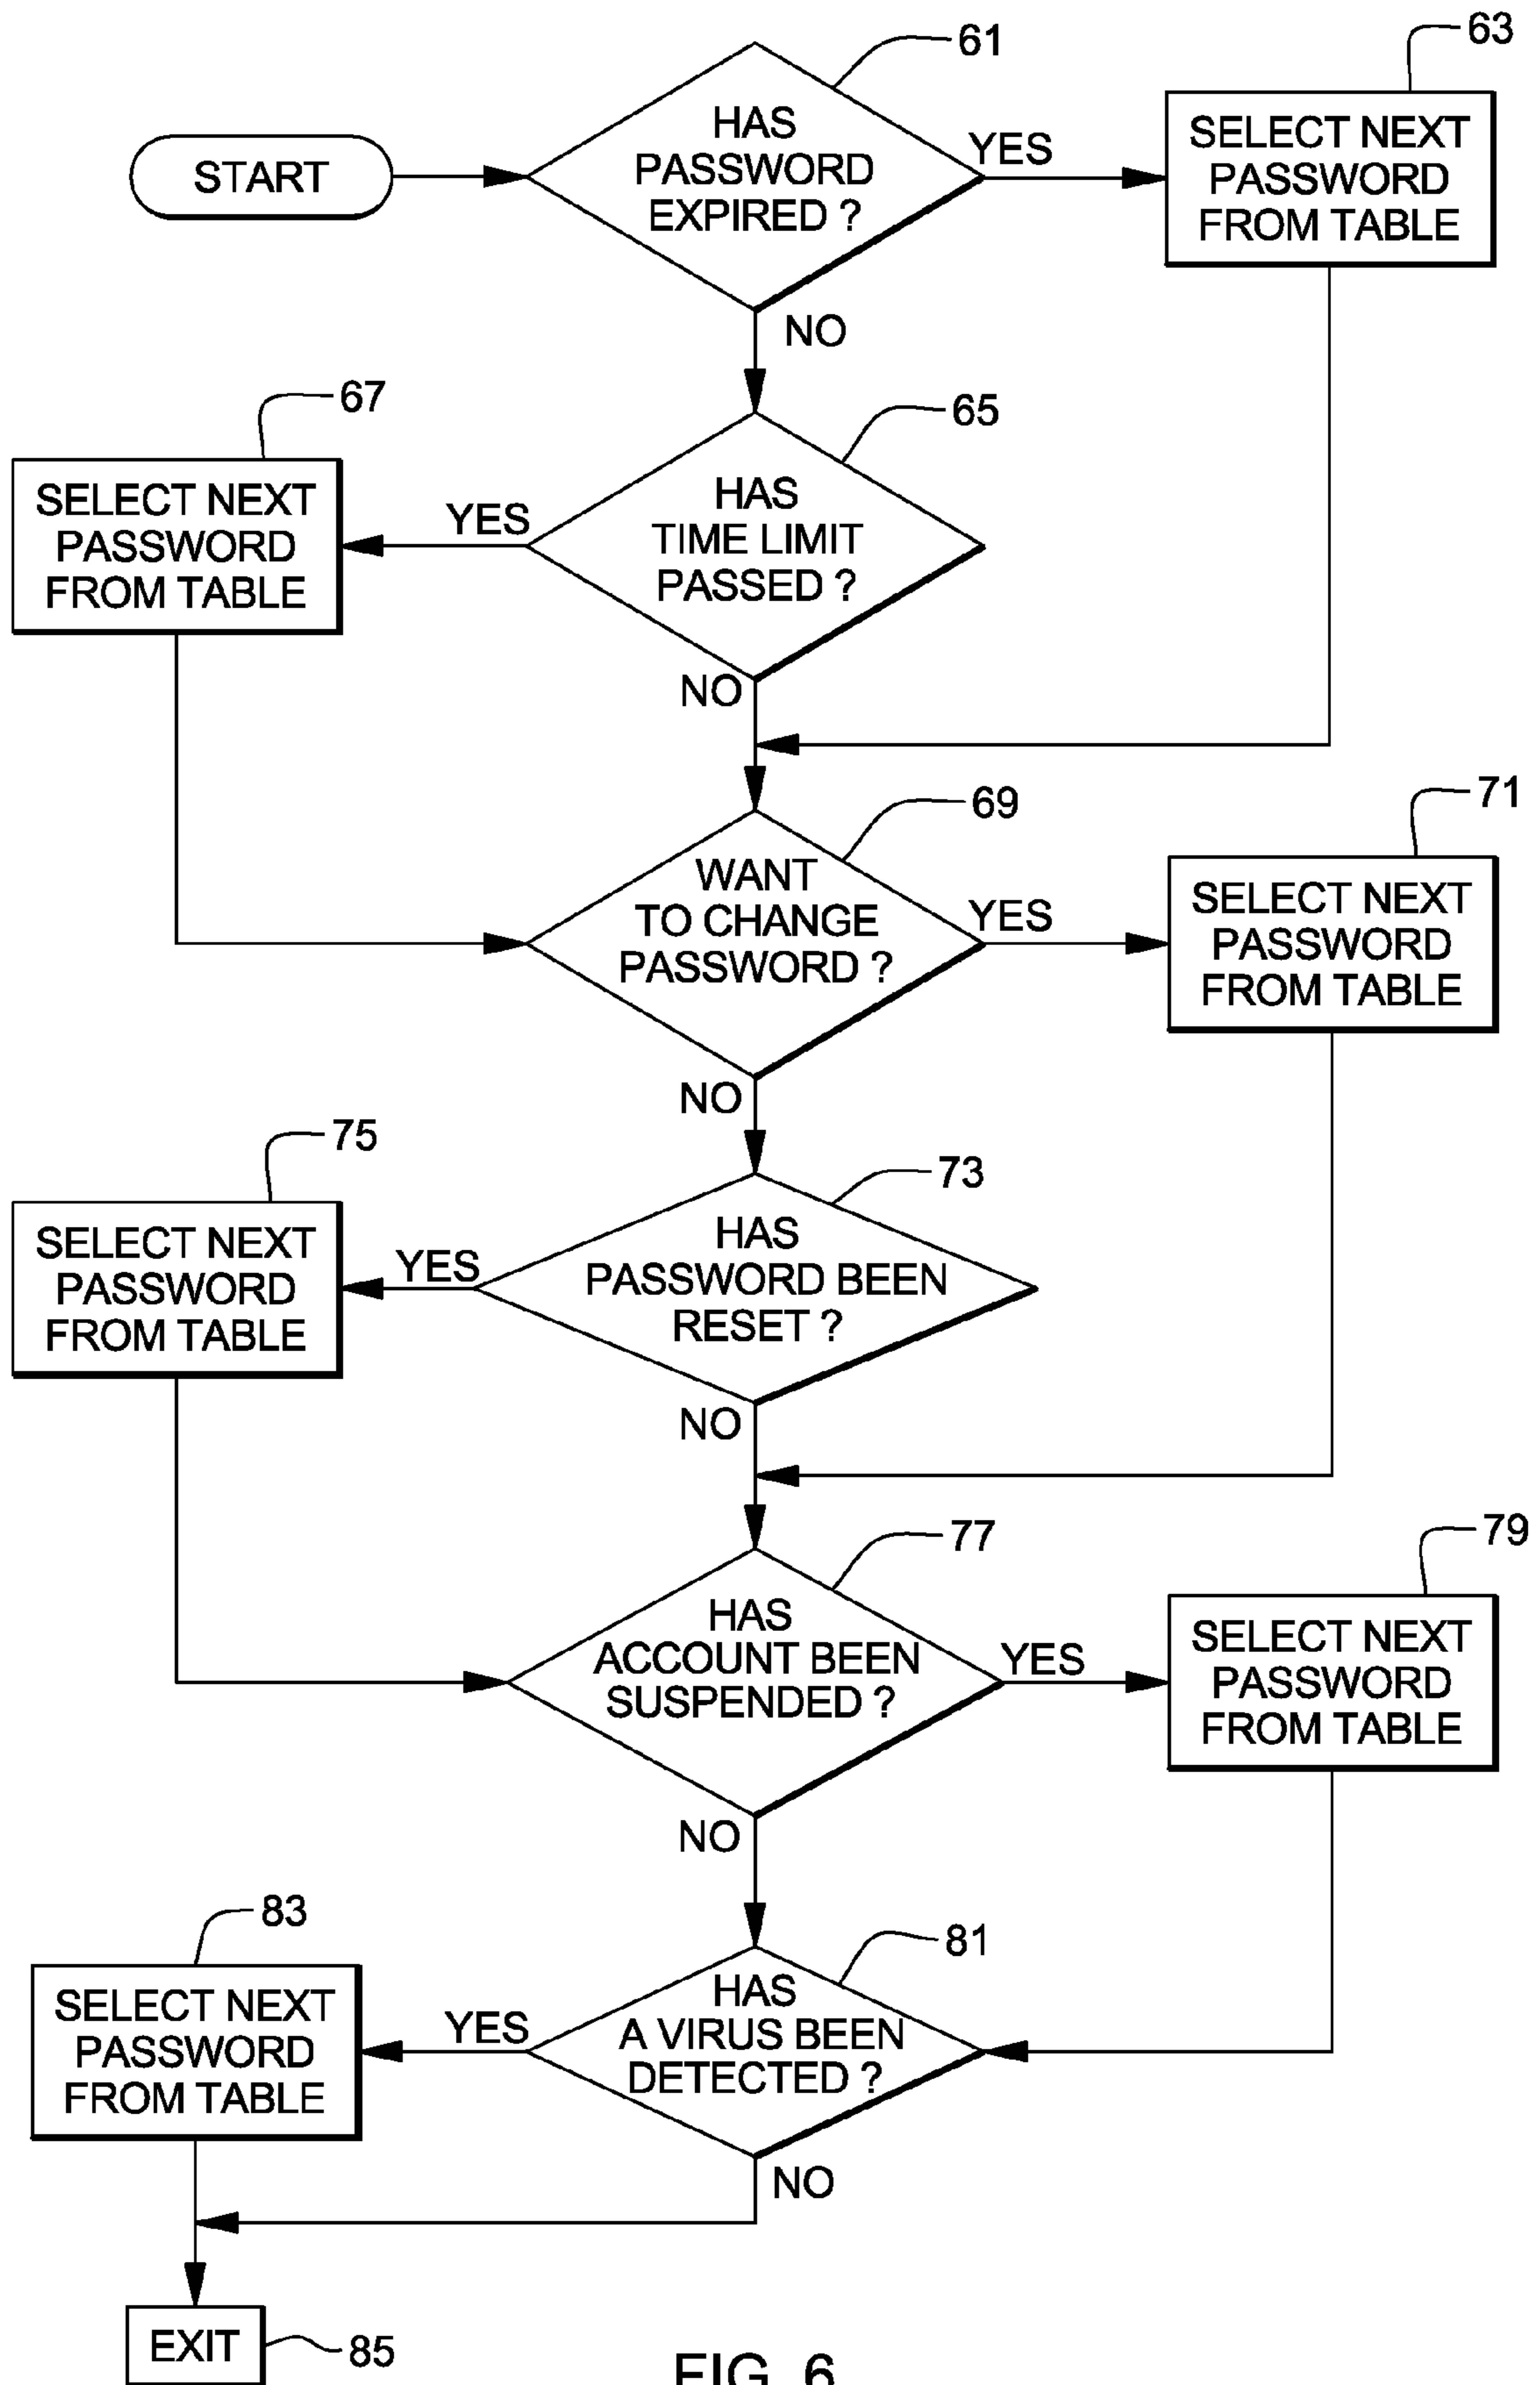 61
63
START
HAS
PASSWORD
EXPIRED ?
YES
SELECT NEXT
PASSWORD
FROM TABLE
NO
67
65
SELECT NEXT
PASSWORD
FROM TABLE
YES
HAS
TIME LIMIT
PASSED ?
NO
69
71
WANT
TO CHANGE
PASSWORD ?
YES
SELECT NEXT
PASSWORD
FROM TABLE
NO
75
73
SELECT NEXT
PASSWORD
FROM TABLE
YES
HAS
PASSWORD BEEN
RESET ?
NO
77
79
HAS
ACCOUNT BEEN
SUSPENDED ?
YES
SELECT NEXT
PASSWORD
FROM TABLE
NO
83
81
SELECT NEXT
PASSWORD
FROM TABLE
YES
HAS
A VIRUS BEEN
DETECTED ?
NO
EXIT
85
FIG. 6